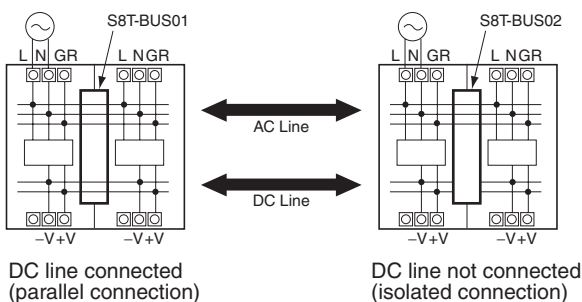 S8T-BUS01
S8T-BUS02
L N GR
L N GR
L N GR
L N GR
AC Line
DC Line
–V+V
–V+V
–V+V
–V+V
DC line connected
(parallel connection)
DC line not connected
(isolated connection)